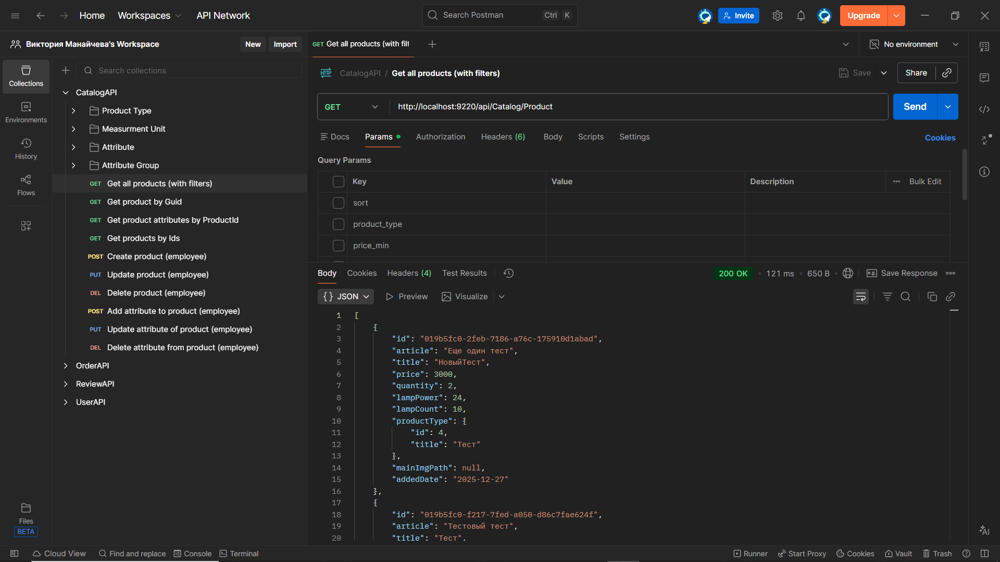 Home Workspaces API Network Search Postman Ctrl K Invite Upgrade
Виктория Манайчева's Workspace New Import GET Get all products (with filt No environment
Search collections
Collections
Environments
History
Flows
Files
BETA
CatalogAPI
Product Type
Measurment Unit
Attribute
Attribute Group
GET Get all products (with filters)
GET Get product by Guid
GET Get product attributes by ProductId
GET Get products by Ids
POST Create product (employee)
PUT Update product (employee)
DEL Delete product (employee)
POST Add attribute to product (employee)
PUT Update attribute of product (employee)
DEL Delete attribute from product (employee)
OrderAPI
ReviewAPI
UserAPI
HTTP CatalogAPI / Get all products (with filters) Save Share
GET http://localhost:9220/api/Catalog/Product Send
Docs Params Authorization Headers (6) Body Scripts Settings Cookies
Query Params
Key Value Description Bulk Edit
sort
product_type
price_min
Body Cookies Headers (4) Test Results 200 OK 121 ms 650 B e.g. Save Response
{} JSON Preview Visualize
1 [
2 {
3 "id": "019b5fc0-2feb-7186-a76c-175910d1abad",
4 "article": "Еще один тест",
5 "title": "НовыйТест",
6 "price": 3000,
7 "quantity": 2,
8 "lampPower": 24,
9 "lampCount": 10,
10 "productType": {
11 "id": 4,
12 "title": "Тест"
13 },
14 "mainImgPath": null,
15 "addedDate": "2025-12-27"
16 },
17 {
18 "id": "019b5fc0-f217-7fed-a050-d86c7fae624f",
19 "article": "Тестовый тест",
20 "title": "Тест",
AI
Cloud View Find and replace Console Terminal Runner Start Proxy Cookies Vault Trash